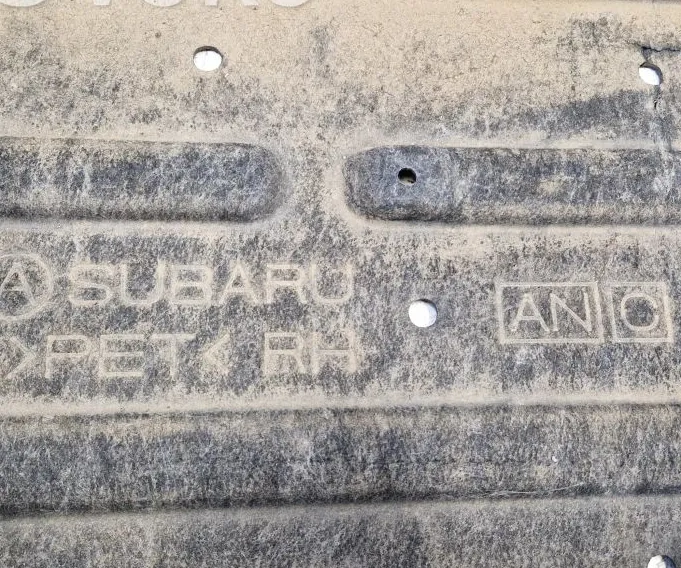 Ⓐ SUBARU
AN O
>PET< RH